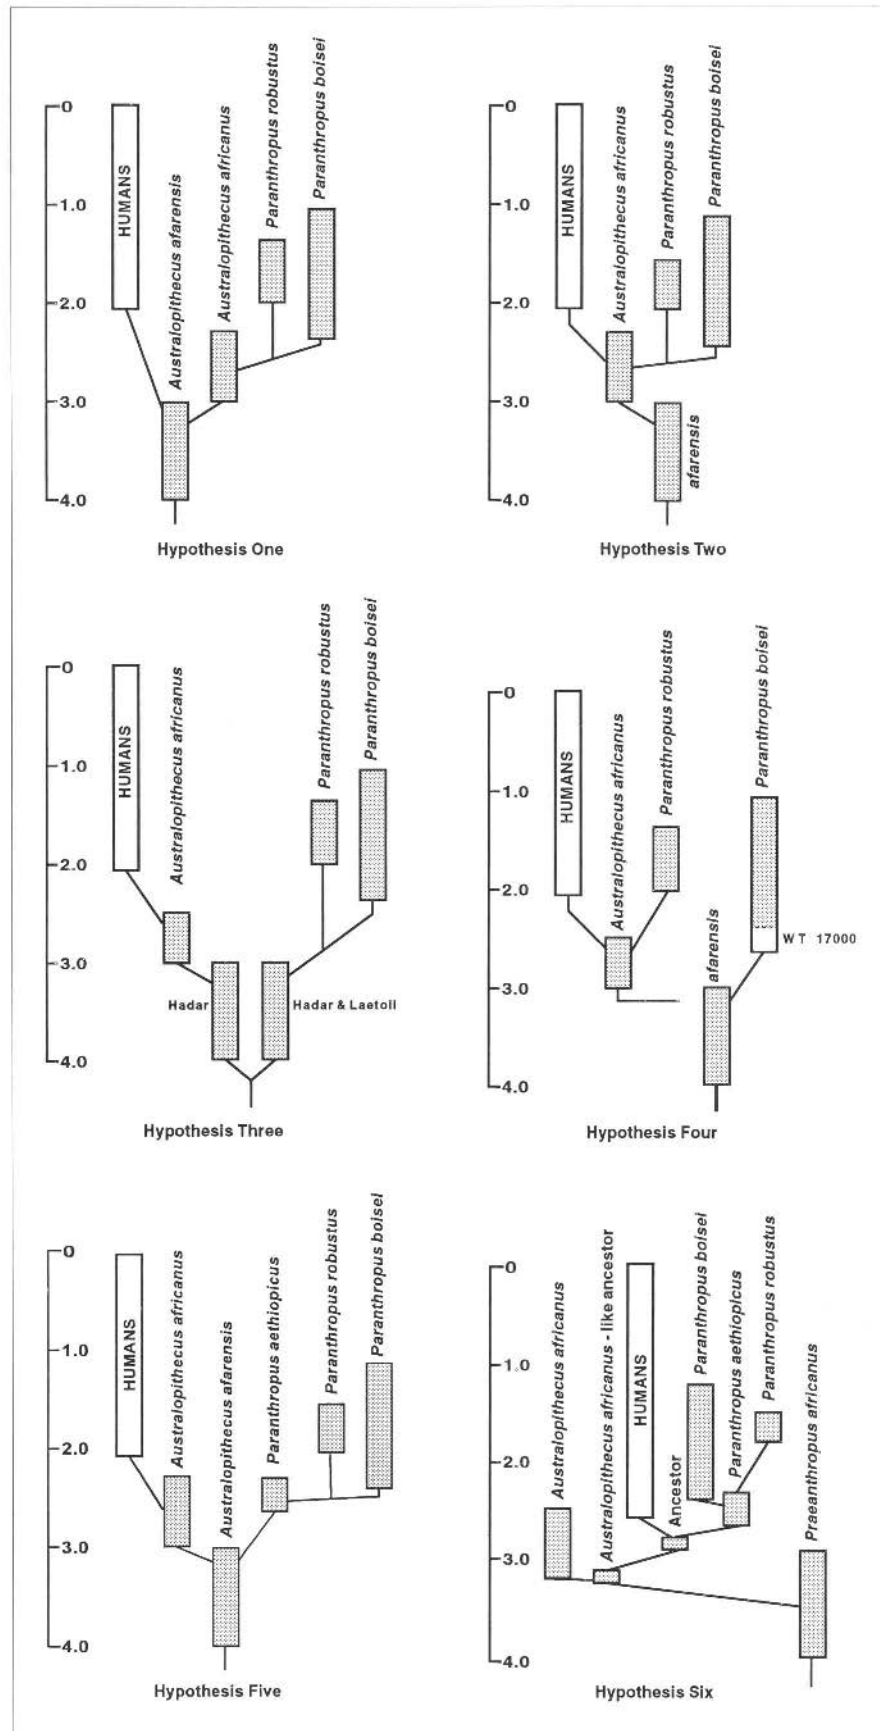 0
1.0
2.0
3.0
4.0
HUMANS
Australopithecus afarensis
Australopithecus africanus
Paranthropus robustus
Paranthropus boisei
Hypothesis One
0
1.0
2.0
3.0
4.0
HUMANS
Australopithecus africanus
afarensis
Paranthropus robustus
Paranthropus boisei
Hypothesis Two
0
1.0
2.0
3.0
4.0
HUMANS
Australopithecus africanus
Hadar
Hadar & Laetoli
Paranthropus robustus
Paranthropus boisei
Hypothesis Three
0
1.0
2.0
3.0
4.0
HUMANS
Australopithecus africanus
Paranthropus robustus
afarensis
Paranthropus boisei
WT 17000
Hypothesis Four
0
1.0
2.0
3.0
4.0
HUMANS
Australopithecus africanus
Australopithecus afarensis
Paranthropus aethiopicus
Paranthropus robustus
Paranthropus boisei
Hypothesis Five
0
1.0
2.0
3.0
4.0
Australopithecus africanus
Australopithecus africanus - like ancestor
HUMANS
Ancestor
Paranthropus boisei
Paranthropus aethiopicus
Paranthropus robustus
Praeanthropus africanus
Hypothesis Six